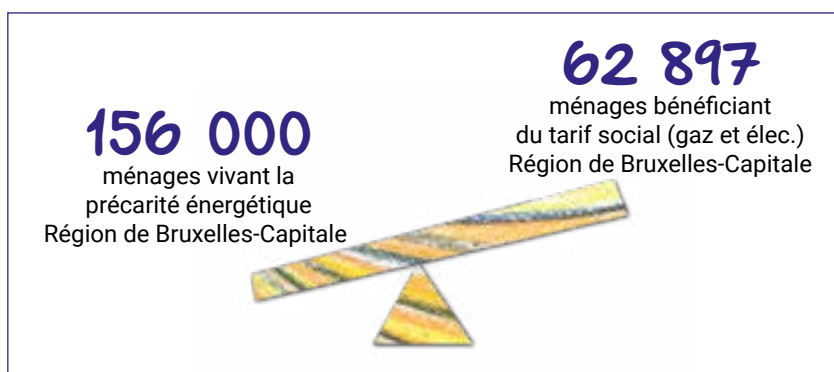 156 000
ménages vivant la
précarité énergétique
Région de Bruxelles-Capitale
62 897
ménages bénéficiant
du tarif social (gaz et élec.)
Région de Bruxelles-Capitale